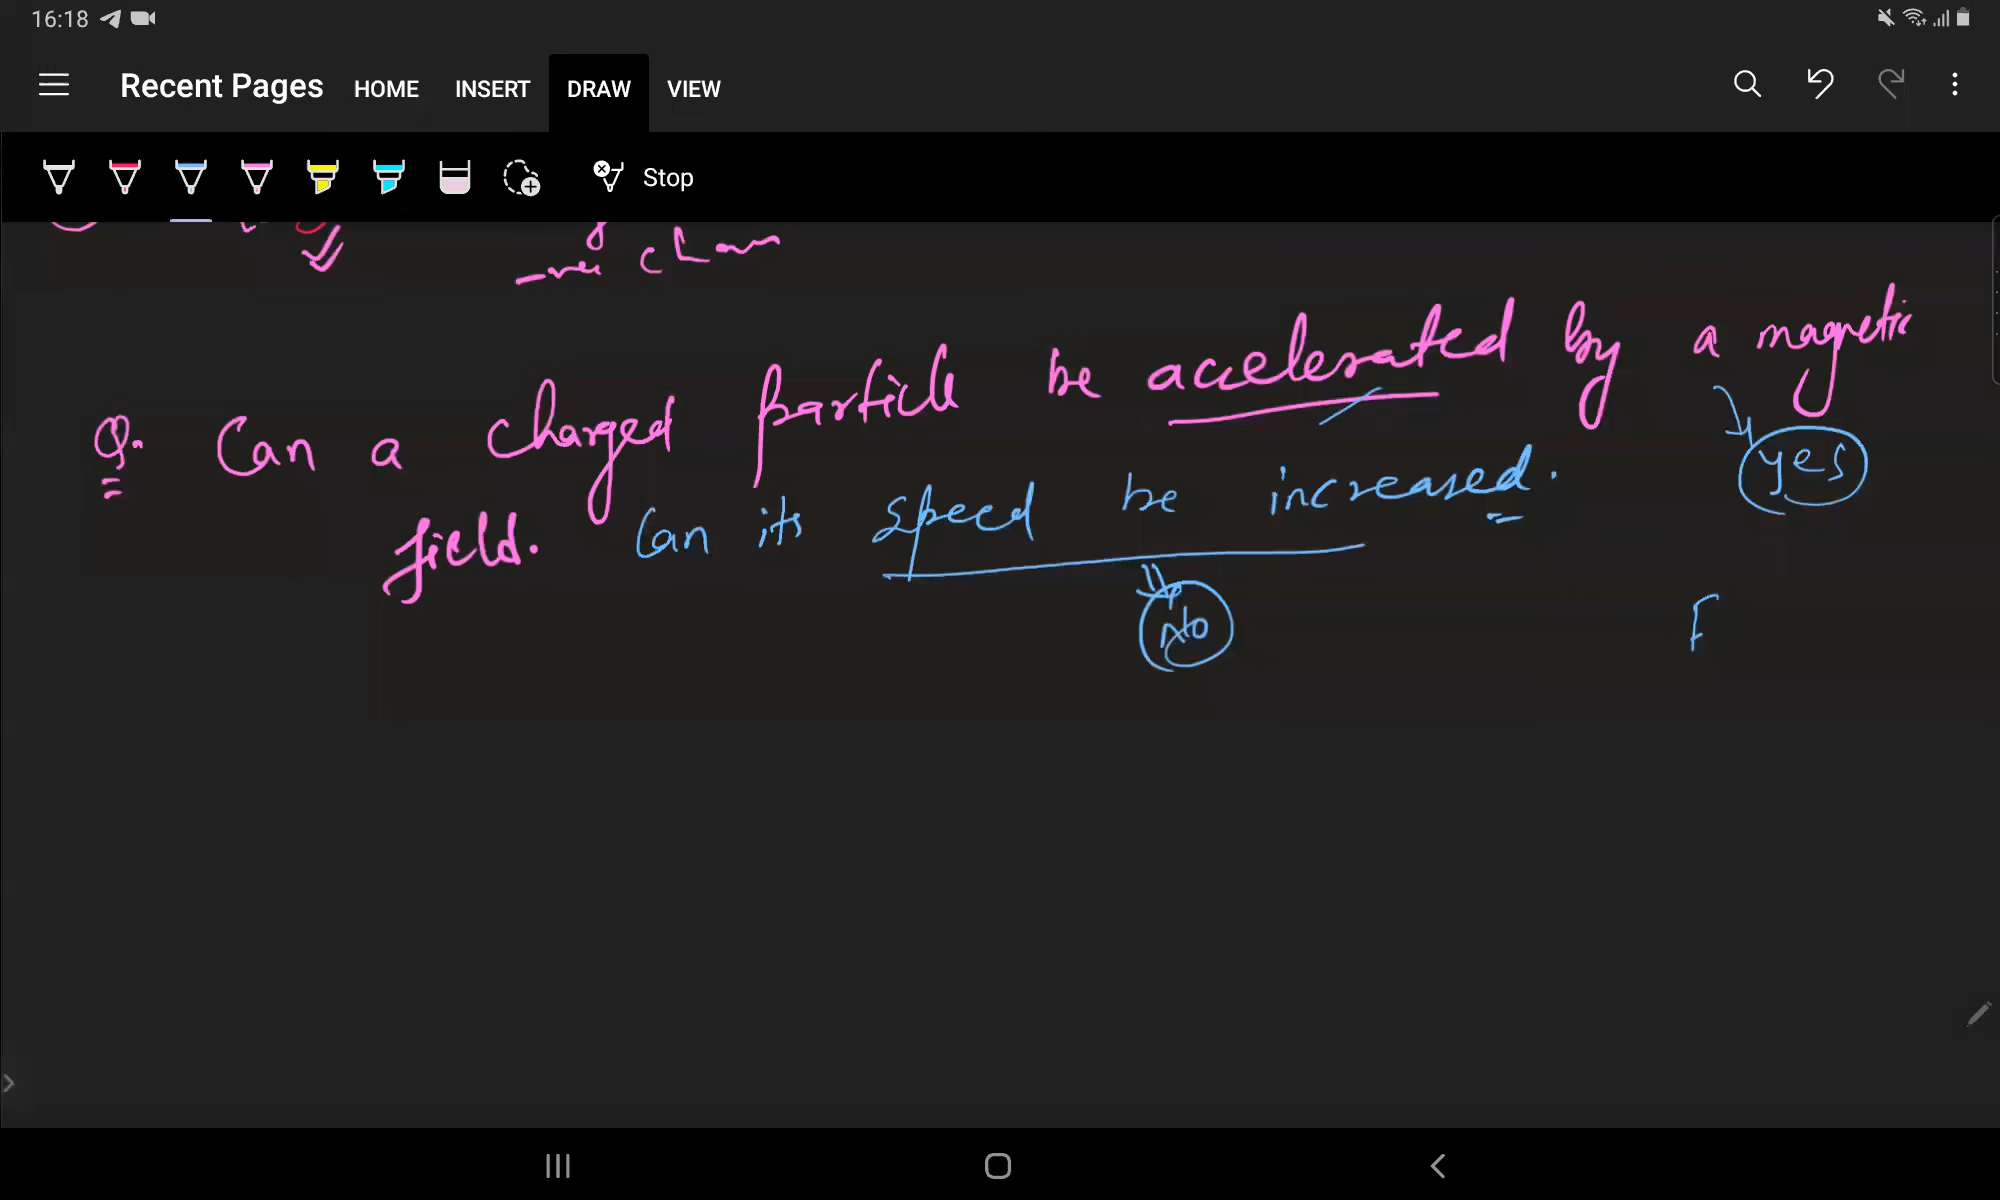 16:18
Recent Pages HOME INSERT DRAW VIEW
Stop
Q. Can a charged particle be accelerated by a magnetic
field. Can its speed be increased. yes
No
F